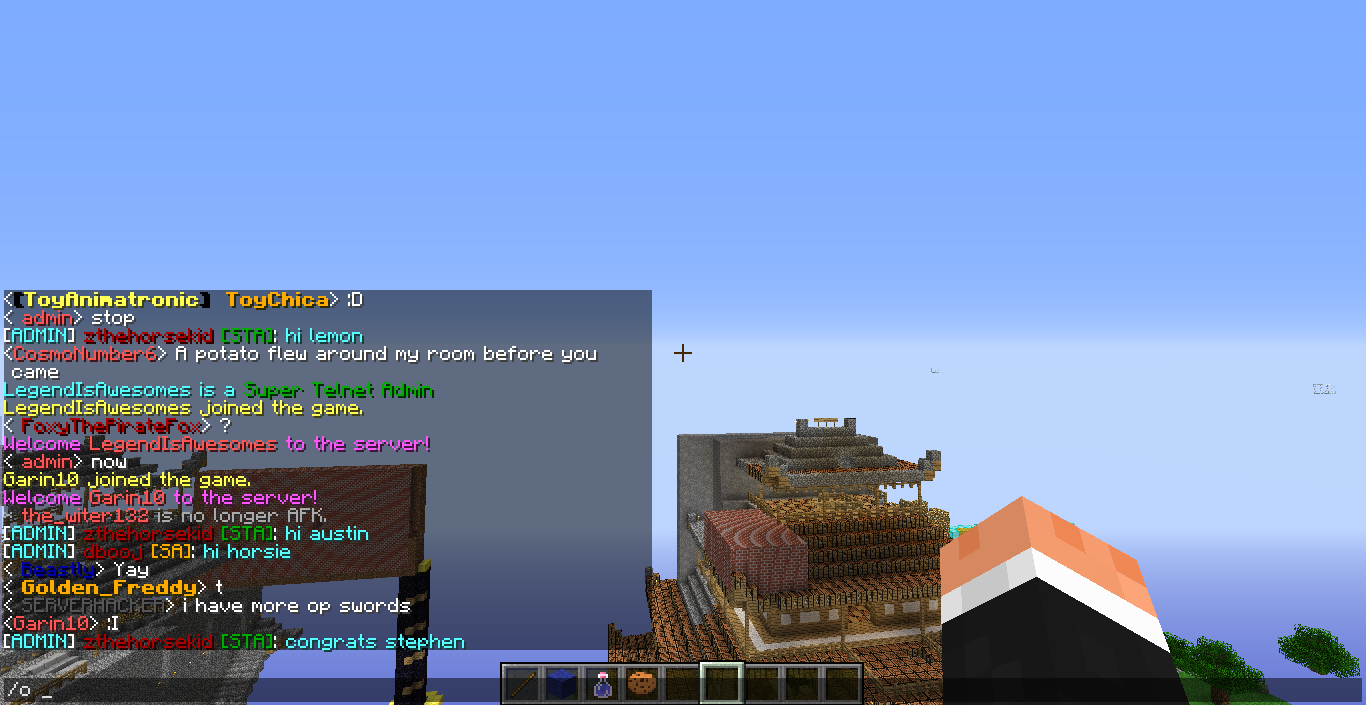 <[ToyAnimatronic] ToyChica> :D
< admin> stop
[ADMIN] zthehorsekid [STA]: hi lemon
<CosmoNumber6> A potato flew around my room before you
came
LegendIsAwesomes is a Super Telnet Admin
LegendIsAwesomes joined the game.
< FoxyThePirateFox> ?
Welcome LegendIsAwesomes to the server!
< admin> now
Garin10 joined the game.
Welcome Garin10 to the server!
* the_witer132 is no longer AFK.
[ADMIN] zthehorsekid [STA]: hi austin
[ADMIN] dbooj [SA]: hi horsie
< Beastly> Yay
< Golden_Freddy> t
< SERVERHACKER> i have more op swords
<Garin10> :I
[ADMIN] zthehorsekid [STA]: congrats stephen
/o _